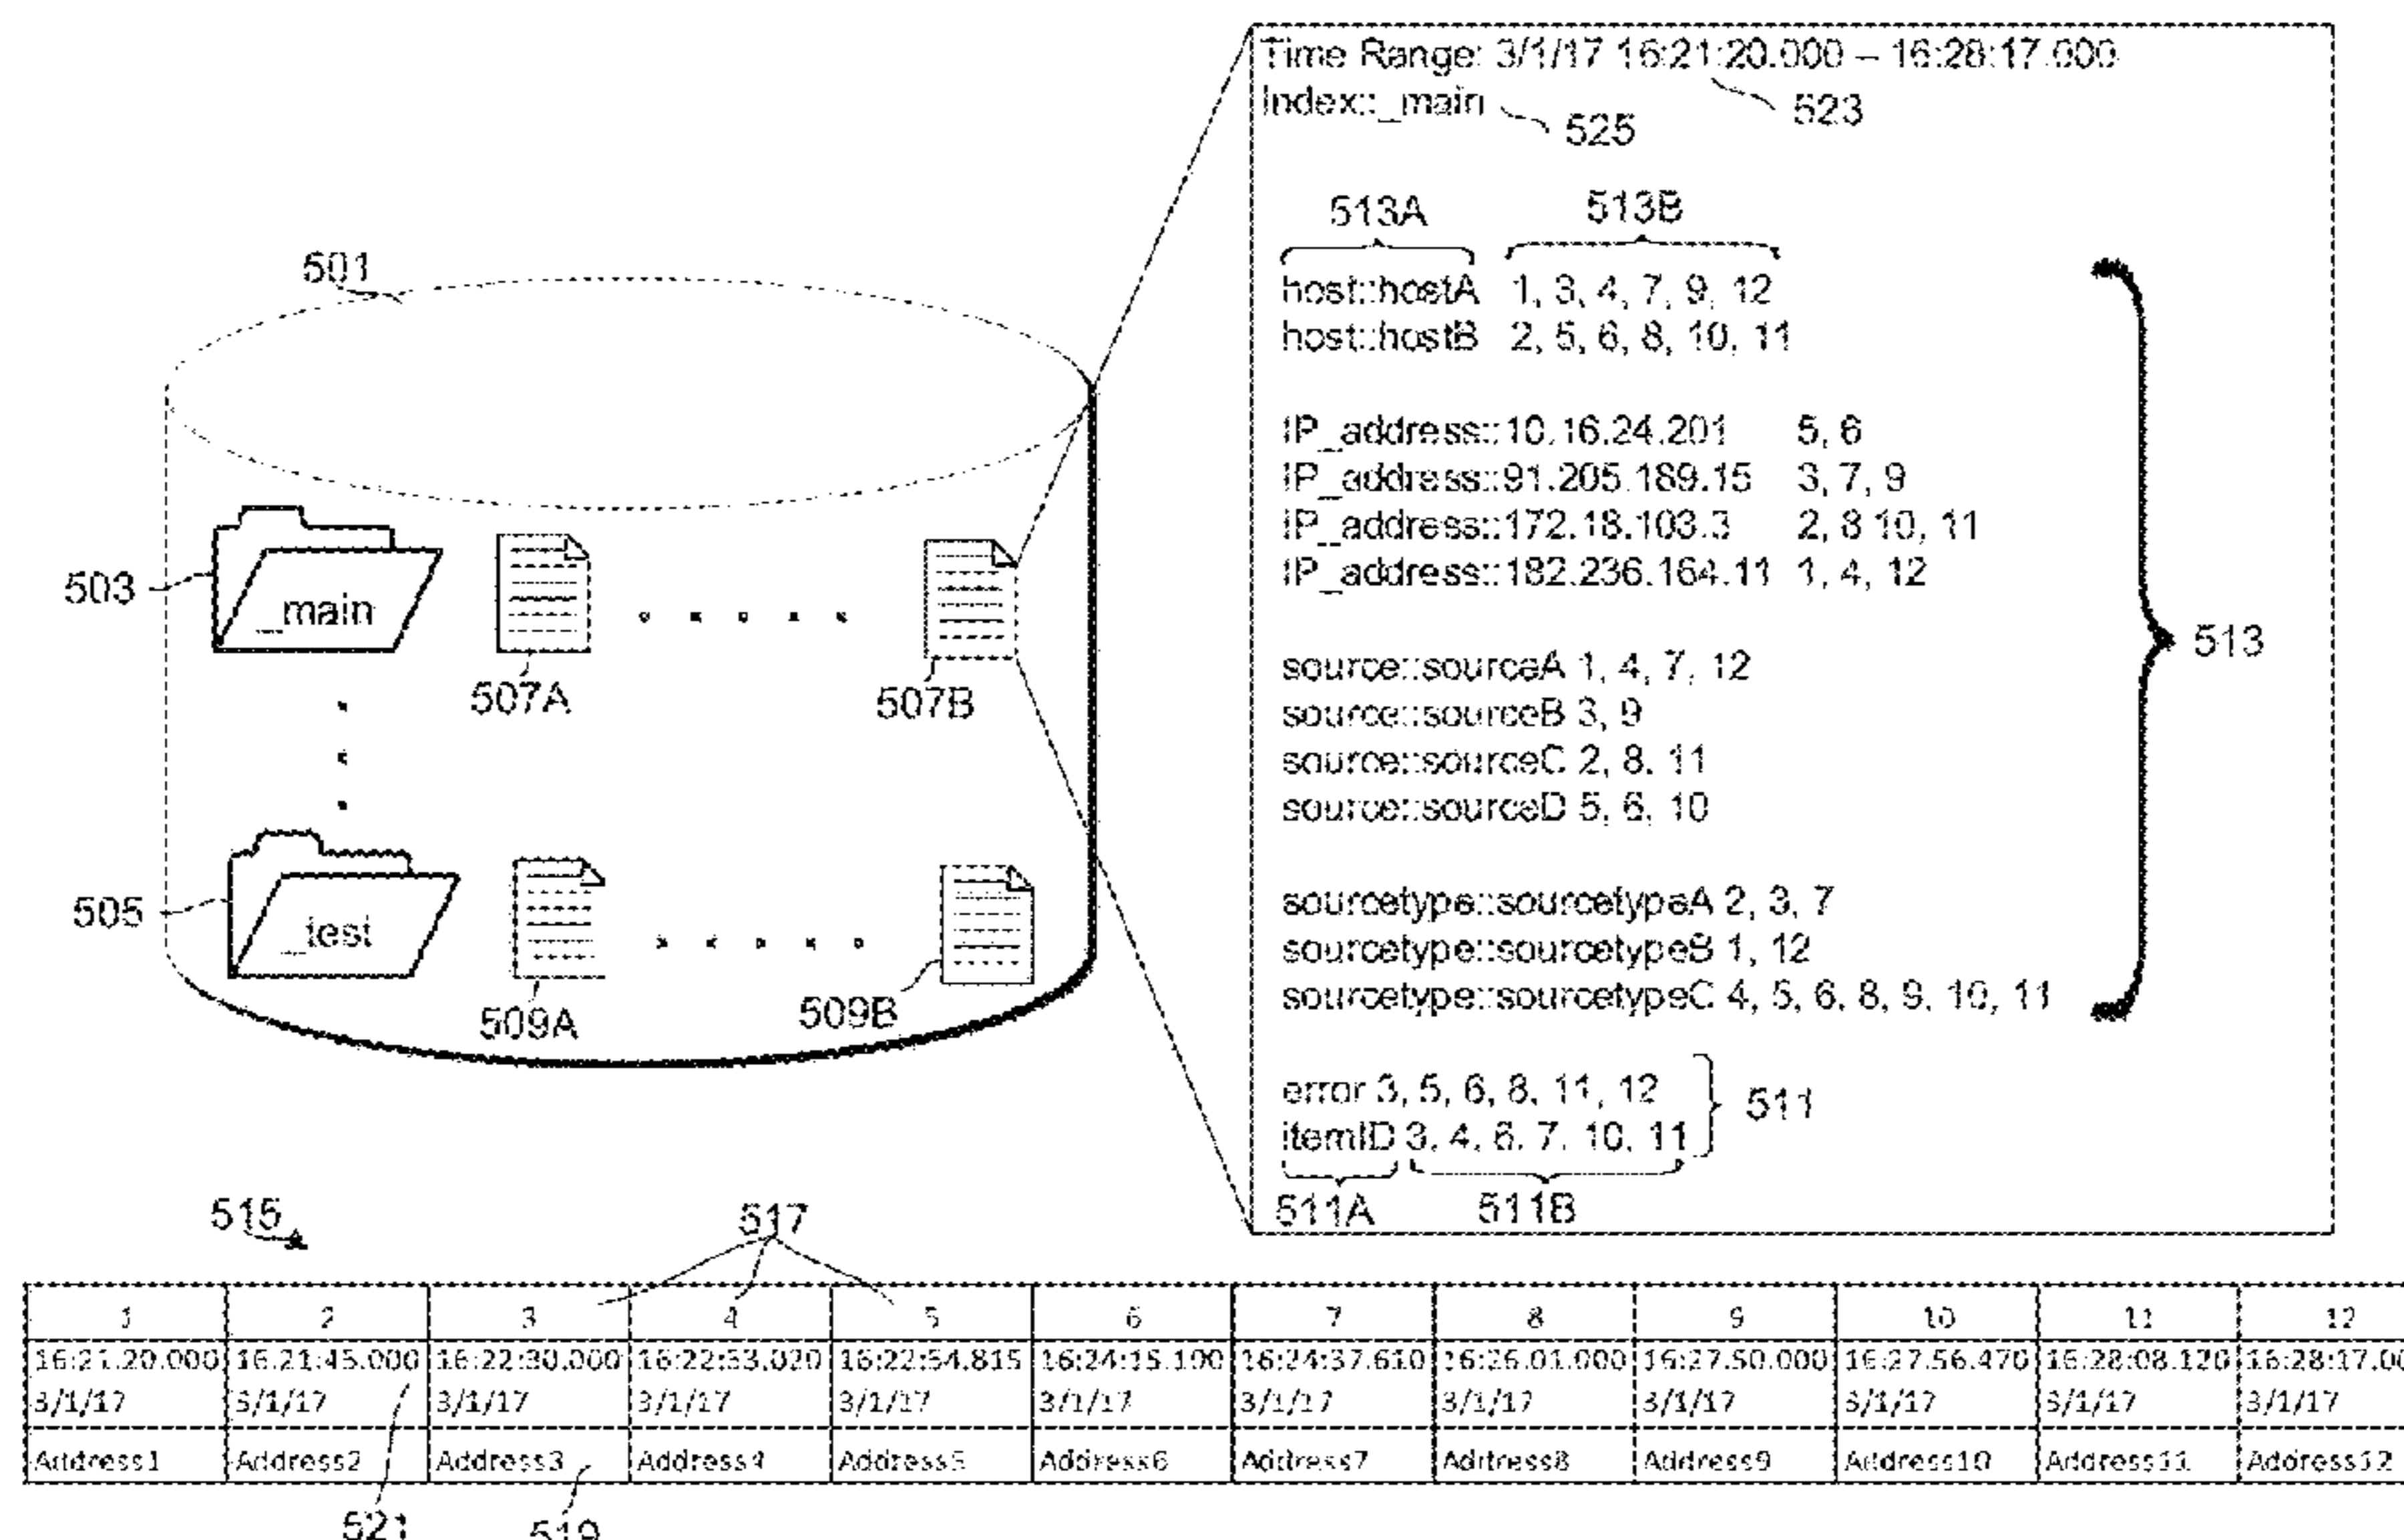 Time Range: 3/1/17 16:21:20.000 – 16:28:17.000
Index::_main
523
525
513A 513B
501
host::hostA 1, 3, 4, 7, 9, 12
host::hostB 2, 5, 6, 8, 10, 11
IP_address::10.16.24.201 5, 6
IP_address::91.205.189.15 3, 7, 9
IP_address::172.18.103.3 2, 8 10, 11
IP_address::182.236.164.11 1, 4, 12
503
_main
513
source::sourceA 1, 4, 7, 12
source::sourceB 3, 9
source::sourceC 2, 8, 11
source::sourceD 5, 6, 10
507A
507B
505
_test
sourcetype::sourcetypeA 2, 3, 7
sourcetype::sourcetypeB 1, 12
sourcetype::sourcetypeC 4, 5, 6, 8, 9, 10, 11
509A
509B
error 3, 5, 6, 8, 11, 12
itemID 3, 4, 6, 7, 10, 11
511
511A 511B
515
517
1 2 3 4 5 6 7 8 9 10 11 12
16:21:20.000 16:21:45.000 16:22:30.000 16:22:53.020 16:22:54.815 16:24:15.190 16:24:37.610 16:26:01.000 16:27:50.000 16:27:56.470 16:28:08.120 16:28:17.00
3/1/17 3/1/17 3/1/17 3/1/17 3/1/17 3/1/17 3/1/17 3/1/17 3/1/17 3/1/17 3/1/17 3/1/17
Address1 Address2 Address3 Address4 Address5 Address6 Address7 Address8 Address9 Address10 Address11 Address12
521
519